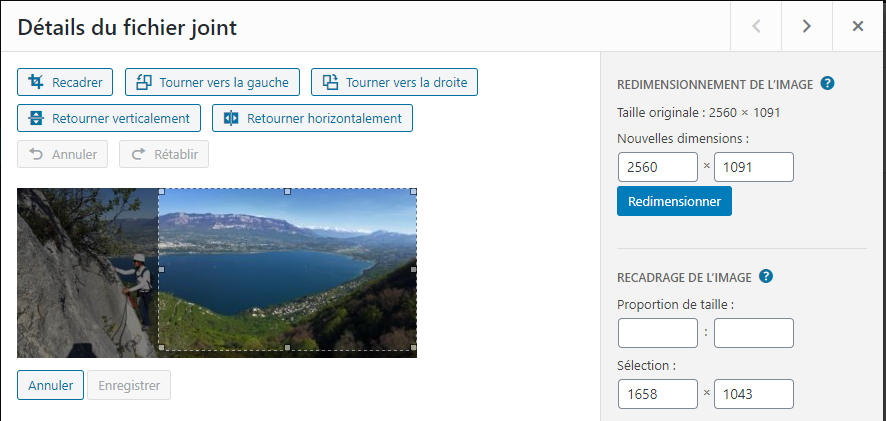 Détails du fichier joint
Recadrer Tourner vers la gauche Tourner vers la droite
Retourner verticalement Retourner horizontalement
Annuler Rétablir
Annuler Enregistrer
REDIMENSIONNEMENT DE L'IMAGE ?
Taille originale : 2560 × 1091
Nouvelles dimensions :
2560 × 1091
Redimensionner
RECADRAGE DE L'IMAGE ?
Proportion de taille :
:
Sélection :
1658 × 1043